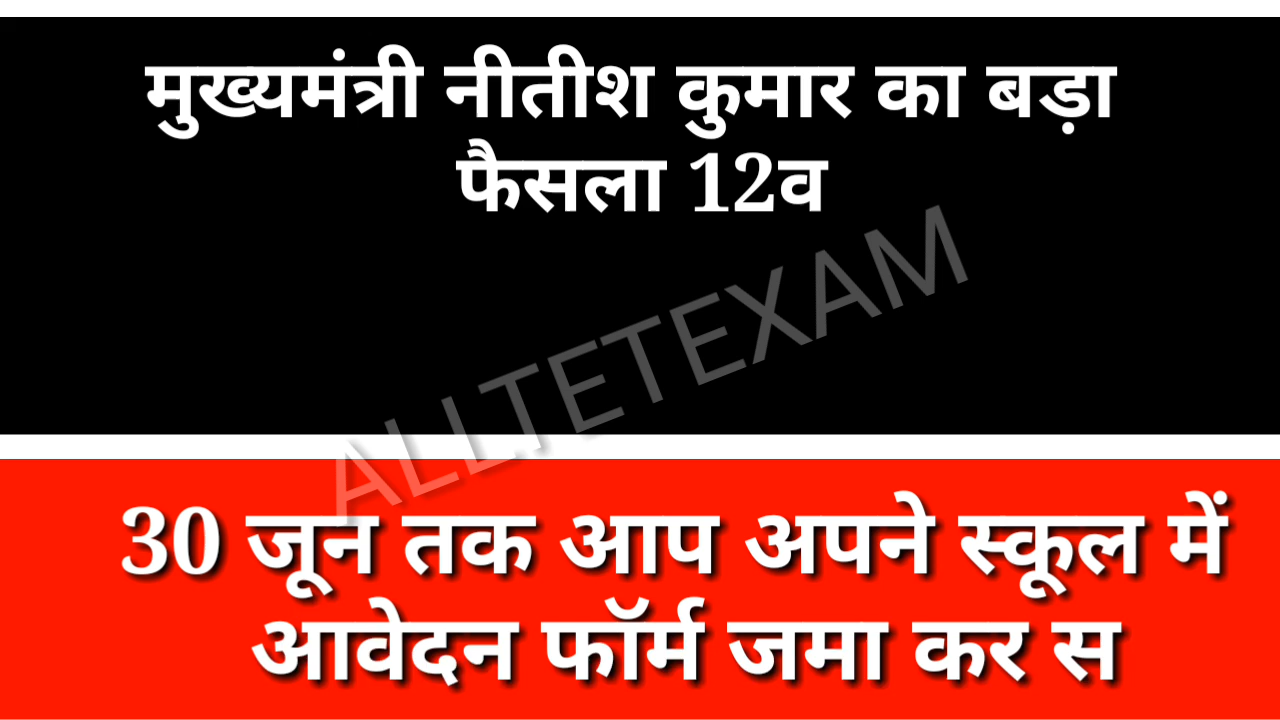 मुख्यमंत्री नीतीश कुमार का बड़ा
फैसला 12व
ALLTETEXAM
30 जून तक आप अपने स्कूल में
आवेदन फॉर्म जमा कर स